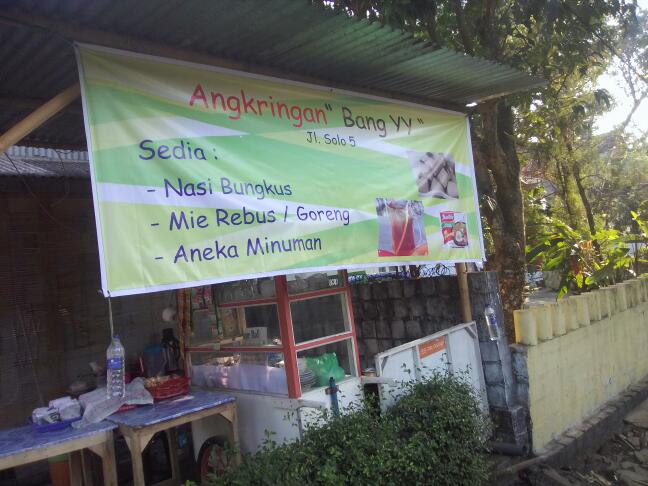 Angkringan" Bang YY "
Jl. Solo 5
Sedia :
- Nasi Bungkus
- Mie Rebus / Goreng
- Aneka Minuman